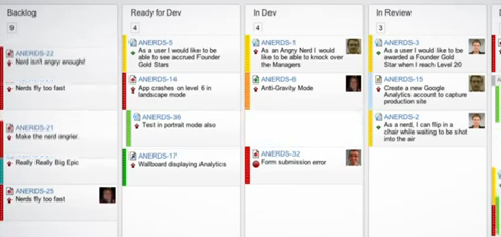 Backlog
9
ANERDS-22
Nerd isn't angry enough!
Nerds fly too fast
ANERDS-21
Make the nerd angrier.
Really Really Big Epic
ANERDS-25
Nerds fly too fast
Ready for Dev
4
ANERDS-5
As a user I would like to be
able to see accrued Founder
Gold Stars
ANERDS-14
App crashes on level 6 in
landscape mode
ANERDS-36
Test in portrait mode also
ANERDS-17
Wallboard displaying Analytics
In Dev
4
ANERDS-1
As an Angry Nerd I would
like to be able to knock over
the Managers
ANERDS-6
Anti-Gravity Mode
ANERDS-32
Form submission error
In Review
3
ANERDS-3
As a user I would like to be
awarded a Founder Gold
Star when I reach Level 20
ANERDS-15
Create a new Google
Analytics account to capture
production site
ANERDS-2
As a nerd, I can flip in a
chair while waiting to be shot
into the air